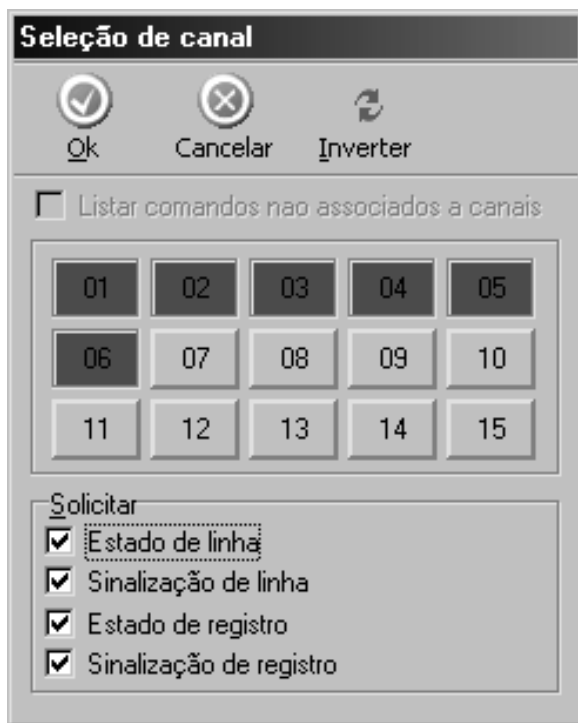 Seleção de canal
Ok Cancelar Inverter
Listar comandos nao associados a canais
01 02 03 04 05
06 07 08 09 10
11 12 13 14 15
Solicitar
Estado de linha
Sinalização de linha
Estado de registro
Sinalização de registro